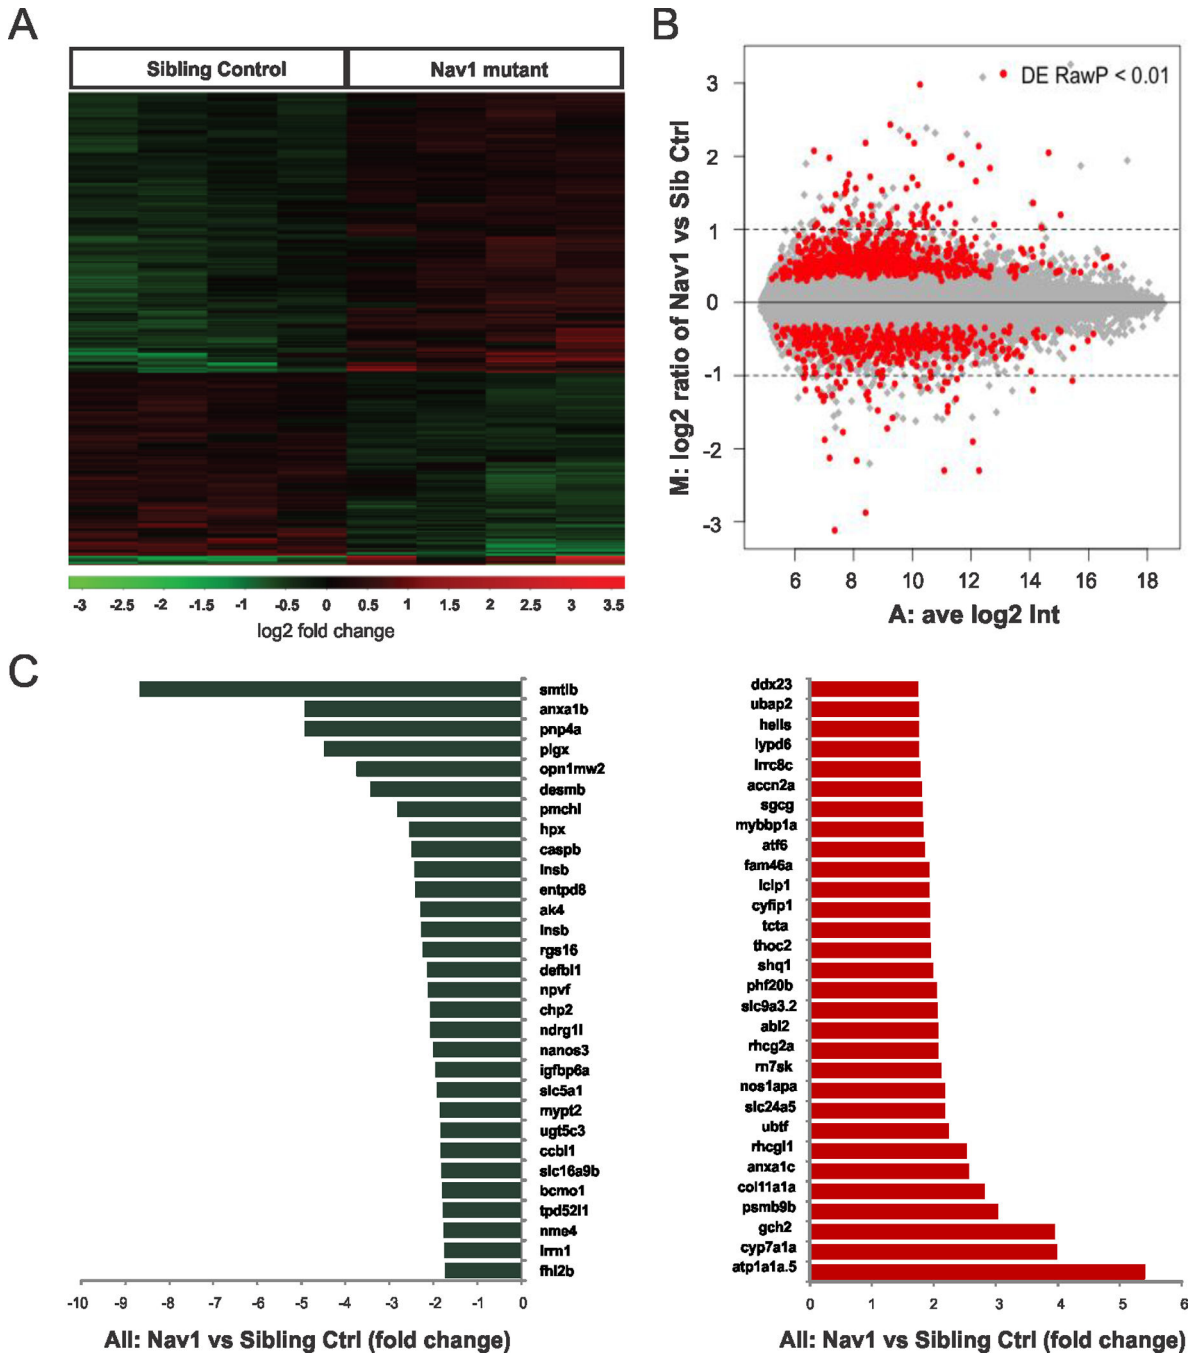 A
Sibling Control
Nav1 mutant
-3 -2.5 -1.5 -1 -0.5 0 0.5 1 2 2.5 3 3.5
log2 fold change
B
DE RawP < 0.01
3
2
1
0
-1
-2
-3
M: log2 ratio of Nav1 vs Sib Ctrl
6 8 10 12 14 16 18
A: ave log2 Int
C
smtlb
anxa1b
pnp4a
plgx
opn1mw2
desmb
pmchl
hpx
caspb
insb
entpd8
ak4
insb
rgs16
defbl1
npvf
chp2
ndrg1l
nanos3
igfbp6a
slc5a1
mypt2
ugt5c3
ccbl1
slc16a9b
bcmo1
tpd52l1
nme4
lrrn1
fhl2b
-10 -9 -8 -7 -6 -5 -4 -3 -2 -1 0
All: Nav1 vs Sibling Ctrl (fold change)
ddx23
ubap2
hells
lypd6
lrrc8c
accn2a
sgcg
mybbp1a
atf6
fam46a
lclp1
cyfip1
tcta
thoc2
shq1
phf20b
slc9a3.2
abl2
rhcg2a
rn7sk
nos1apa
slc24a5
ubtf
rhcgl1
anxa1c
col11a1a
psmb9b
gch2
cyp7a1a
atp1a1a.5
0 1 2 3 4 5 6
All: Nav1 vs Sibling Ctrl (fold change)